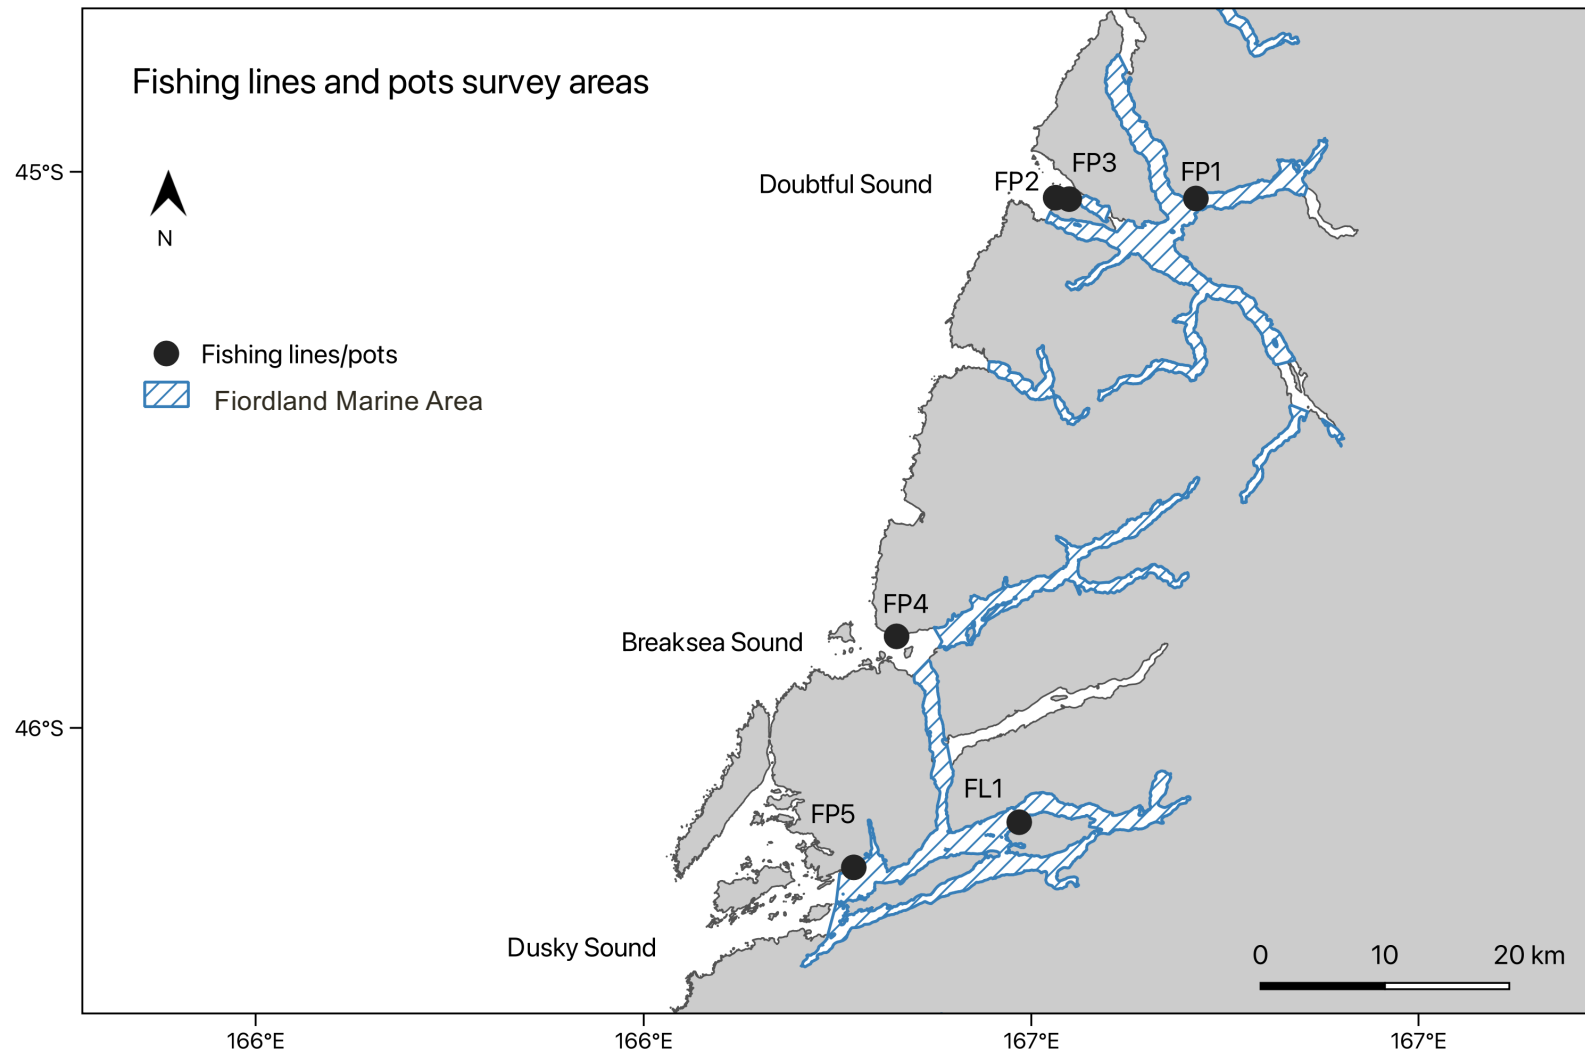 Fishing lines and pots survey areas
45°S
N
Doubtful Sound
FP2
FP3
FP1
Fishing lines/pots
Fiordland Marine Area
FP4
Breaksea Sound
46°S
FL1
FP5
Dusky Sound
0 10 20 km
166°E 166°E 167°E 167°E